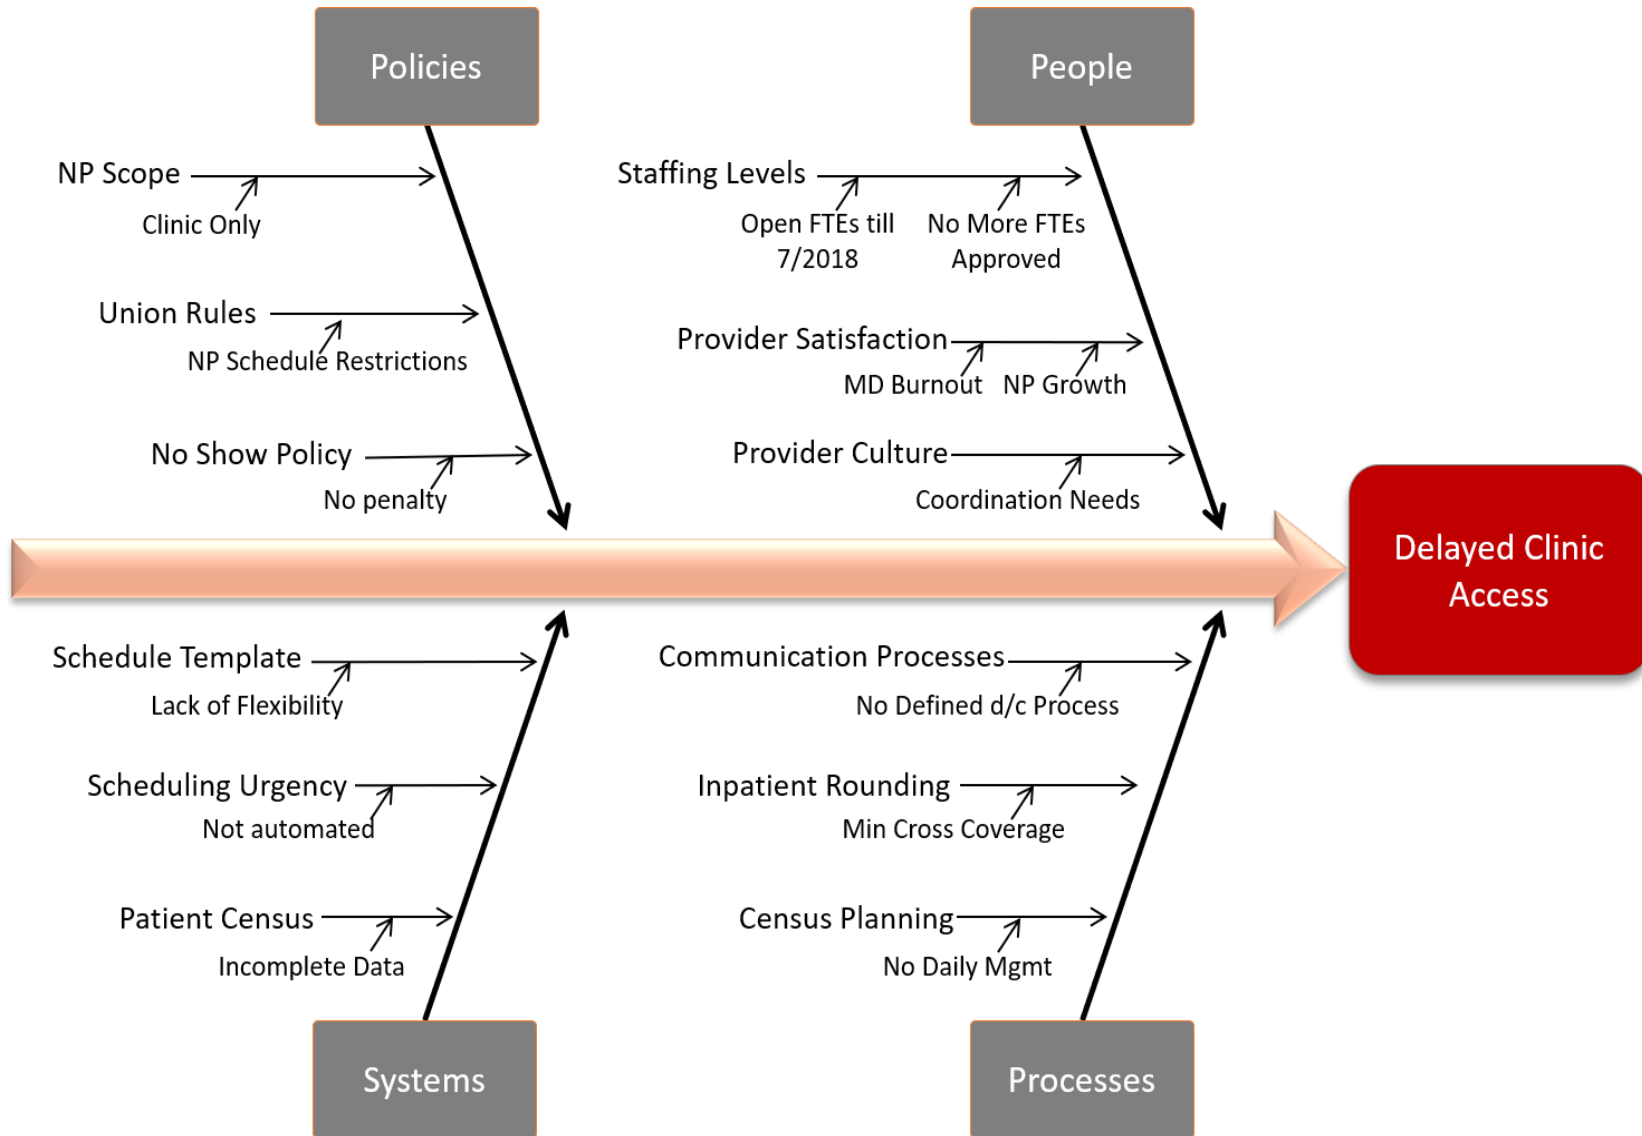 Policies
People
NP Scope
Clinic Only
Union Rules
NP Schedule Restrictions
No Show Policy
No penalty
Staffing Levels
Open FTEs till
7/2018
No More FTEs
Approved
Provider Satisfaction
MD Burnout
NP Growth
Provider Culture
Coordination Needs
Delayed Clinic
Access
Schedule Template
Lack of Flexibility
Scheduling Urgency
Not automated
Patient Census
Incomplete Data
Communication Processes
No Defined d/c Process
Inpatient Rounding
Min Cross Coverage
Census Planning
No Daily Mgmt
Systems
Processes